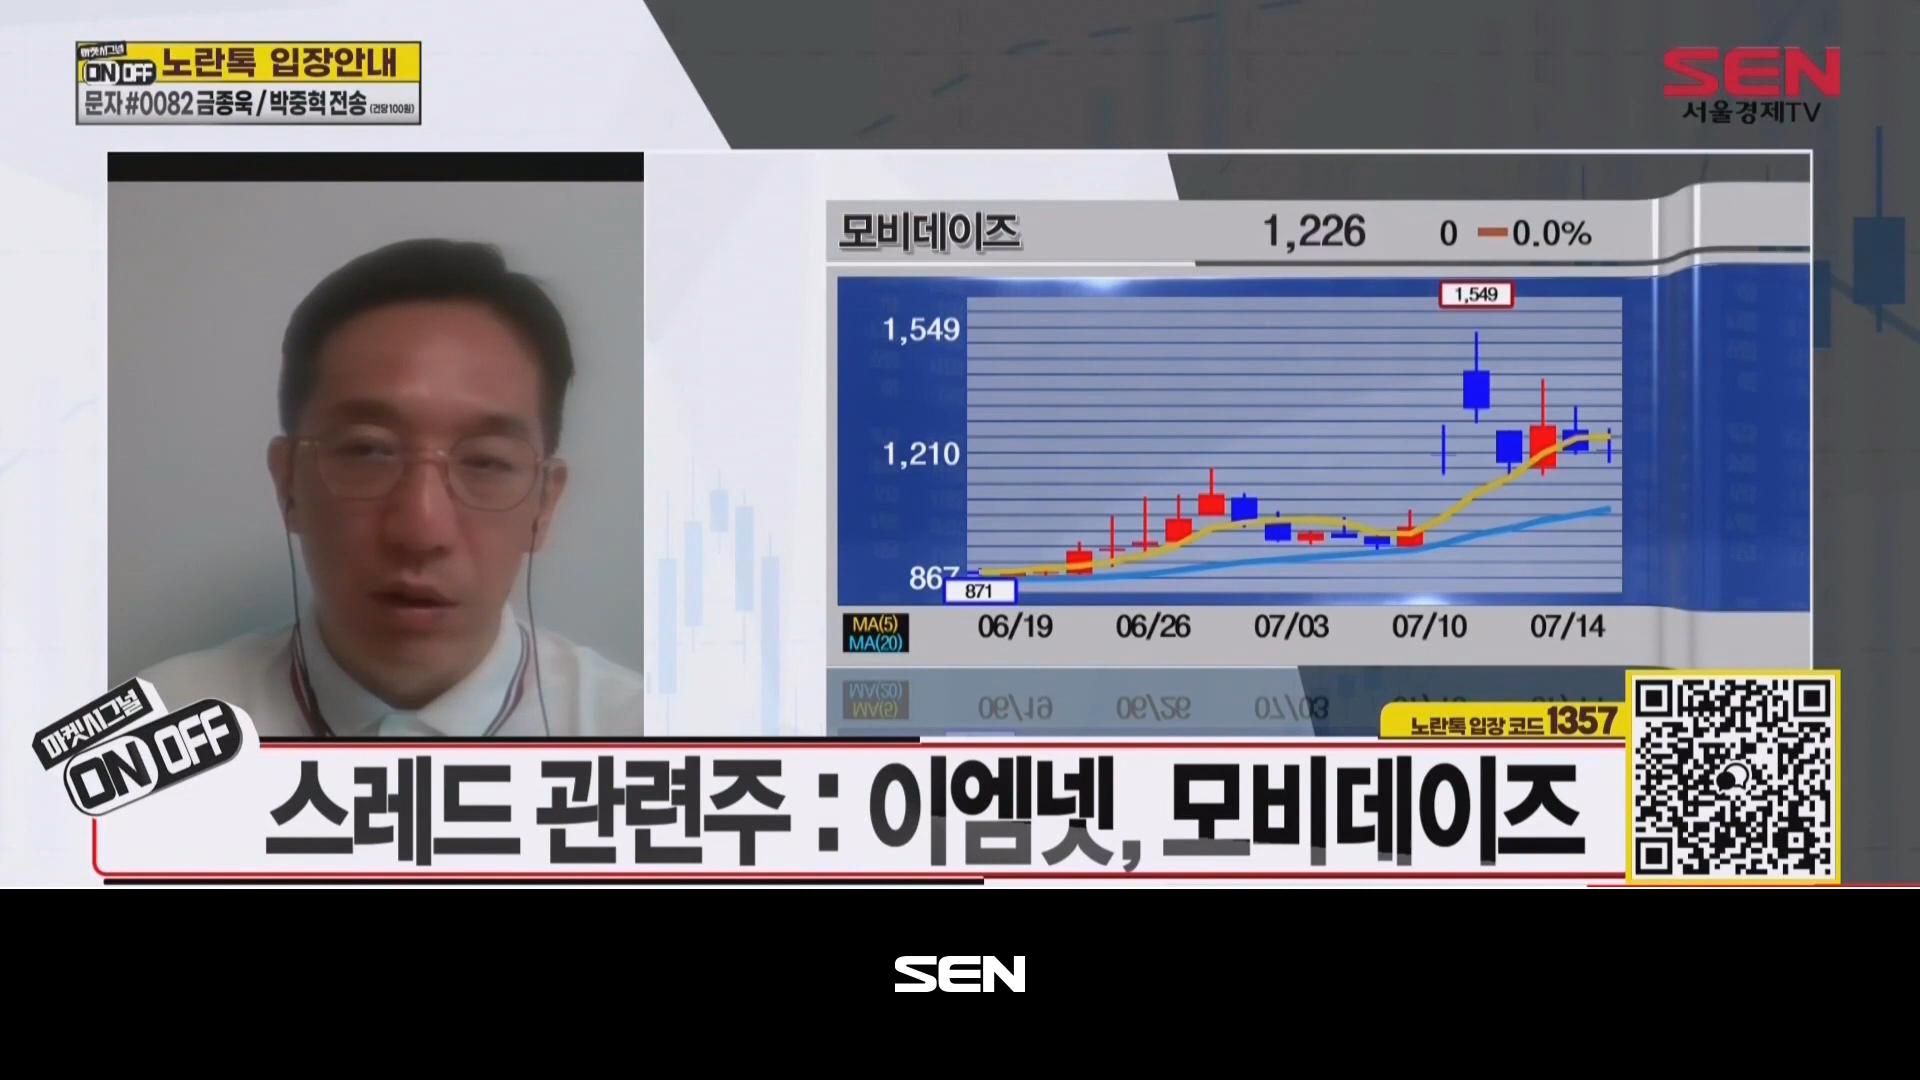 마켓시그널
ON OFF
노란톡 입장안내
문자 #0082 금종욱 / 박중혁 전송 (건당100원)
SEN
서울경제TV
모비데이즈 1,226 0 0.0%
1,549
1,549
1,210
867
871
MA(5)
MA(20)
06/19 06/26 07/03 07/10 07/14
노란톡 입장 코드 1357
마켓시그널
ON OFF
스레드 관련주 : 이엠넷, 모비데이즈
SEN